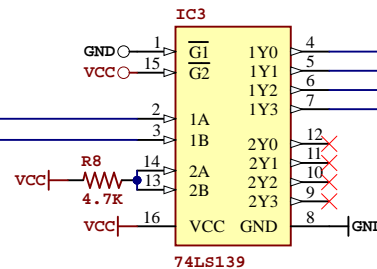 IC3
GND 1 G1 1Y0 4
VCC 15 G2 1Y1 5
1Y2 6
1Y3 7
2 1A
3 1B
2Y0 12
2Y1 11
R8 14 2A 2Y2 10
VCC 4.7K 13 2B 2Y3 9
VCC 16 VCC GND 8 GND
74LS139